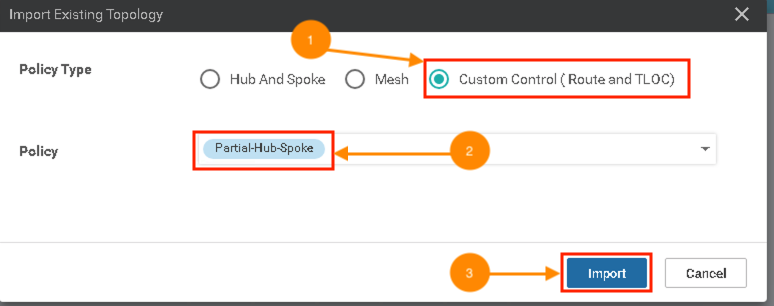 Import Existing Topology
1
Policy Type
Hub And Spoke
Mesh
Custom Control ( Route and TLOC)
Policy
Partial-Hub-Spoke
2
3
Import
Cancel